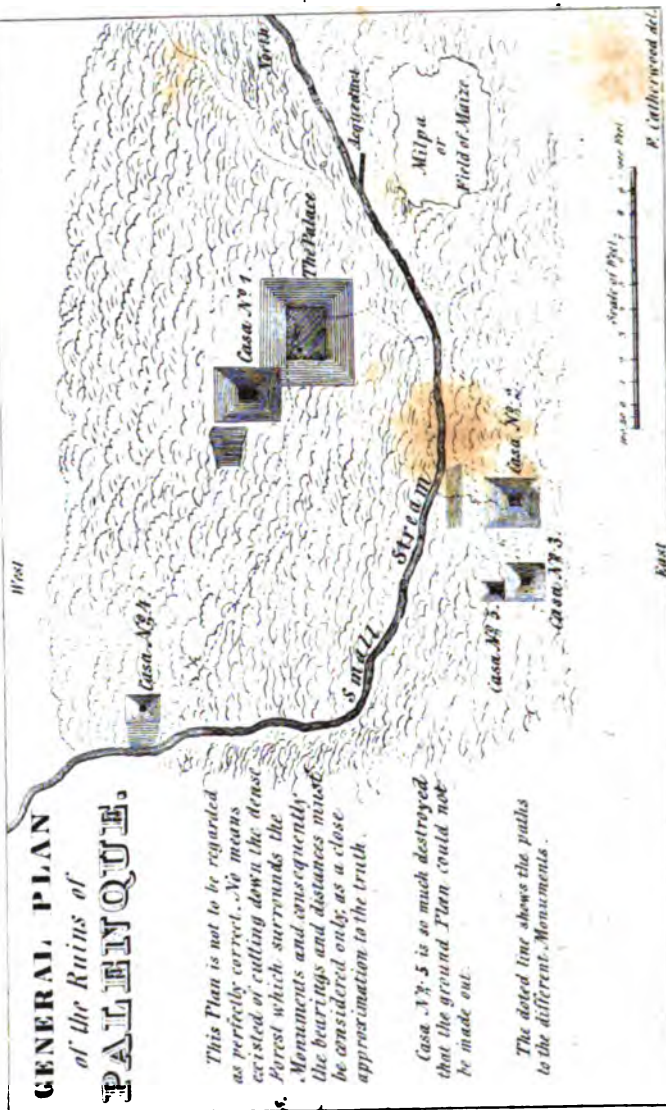 GENERAL PLAN
of the Ruins of
PALENQUE.
This Plan is not to be regarded
as perfectly correct. No means
existed of cutting down the dense
Forest which surrounds the
Monuments and consequently
the bearings and distances must
be considered only, as a close
approximation to the truth.
Casa Nº 5 is so much destroyed
that the ground Plan could not
be made out.
The doted line shows the paths
to the different Monuments.
West
Casa Nº 4.
Small Stream
Casa Nº 1
The Palace
North
Aequeduct
Milpa
or
Field of Maize
Casa Nº 2.
Casa Nº 3.
East
Scale of Feet
F. Catherwood del.
s.